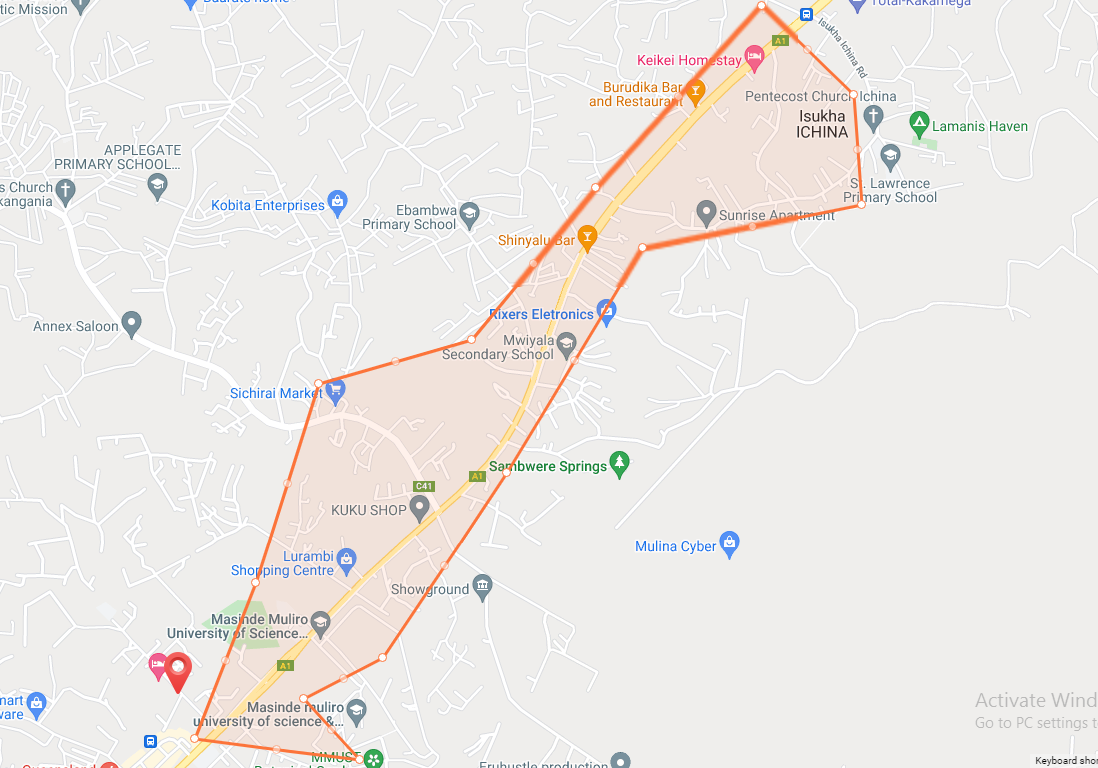 tic Mission
Total-Kakamega
Isukha Ichina Rd
A1
Keikei Homestay
Burudika Bar
and Restaurant
Pentecost Church Ichina
Isukha
ICHINA
Lamanis Haven
APPLEGATE
PRIMARY SCHOOL...
s Church
kangania
St. Lawrence
Primary School
Kobita Enterprises
Ebambwa
Primary School
Sunrise Apartment
Shinyalu Bar
Rixers Eletronics
Annex Saloon
Mwiyala
Secondary School
Sichirai Market
Sambwere Springs
A1
C41
KUKU SHOP
Mulina Cyber
Lurambi
Shopping Centre
Showground
Masinde Muliro
University of Science...
A1
mart
ware
Masinde muliro
university of science &...
Activate Wind
Go to PC settings t
MMUST
Fruhustle production
Keyboard shor